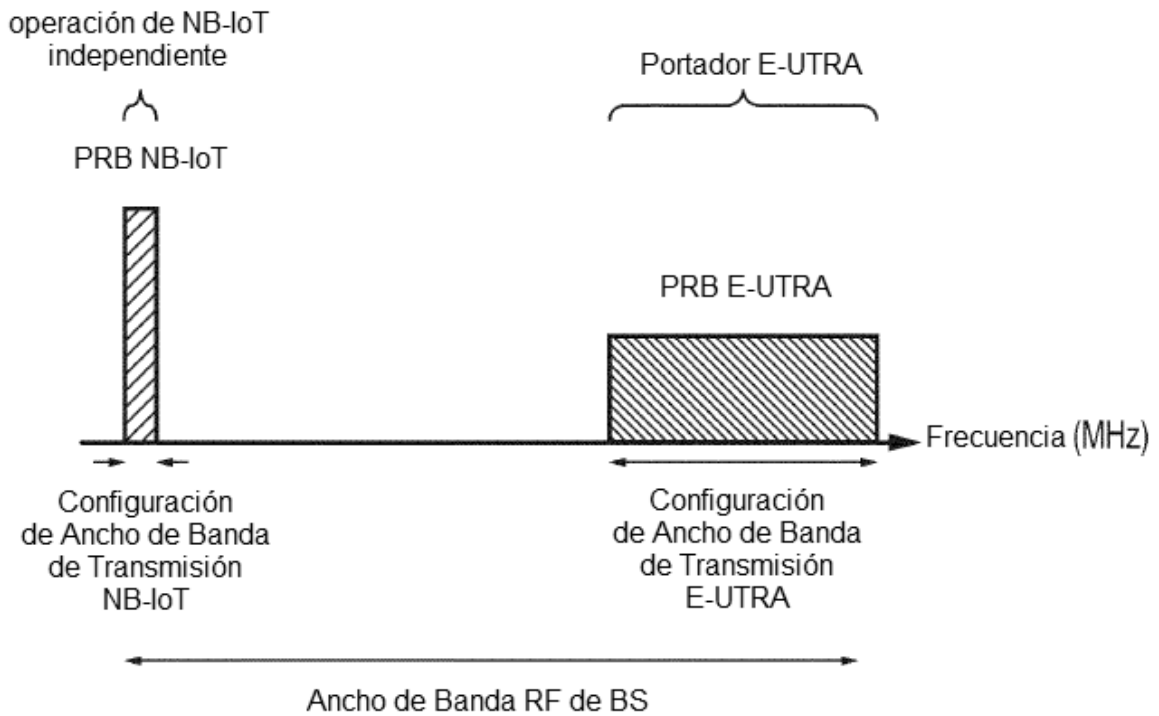 operación de NB-IoT
independiente
PRB NB-IoT
Portador E-UTRA
PRB E-UTRA
Frecuencia (MHz)
Configuración
de Ancho de Banda
de Transmisión
NB-IoT
Configuración
de Ancho de Banda
de Transmisión
E-UTRA
Ancho de Banda RF de BS